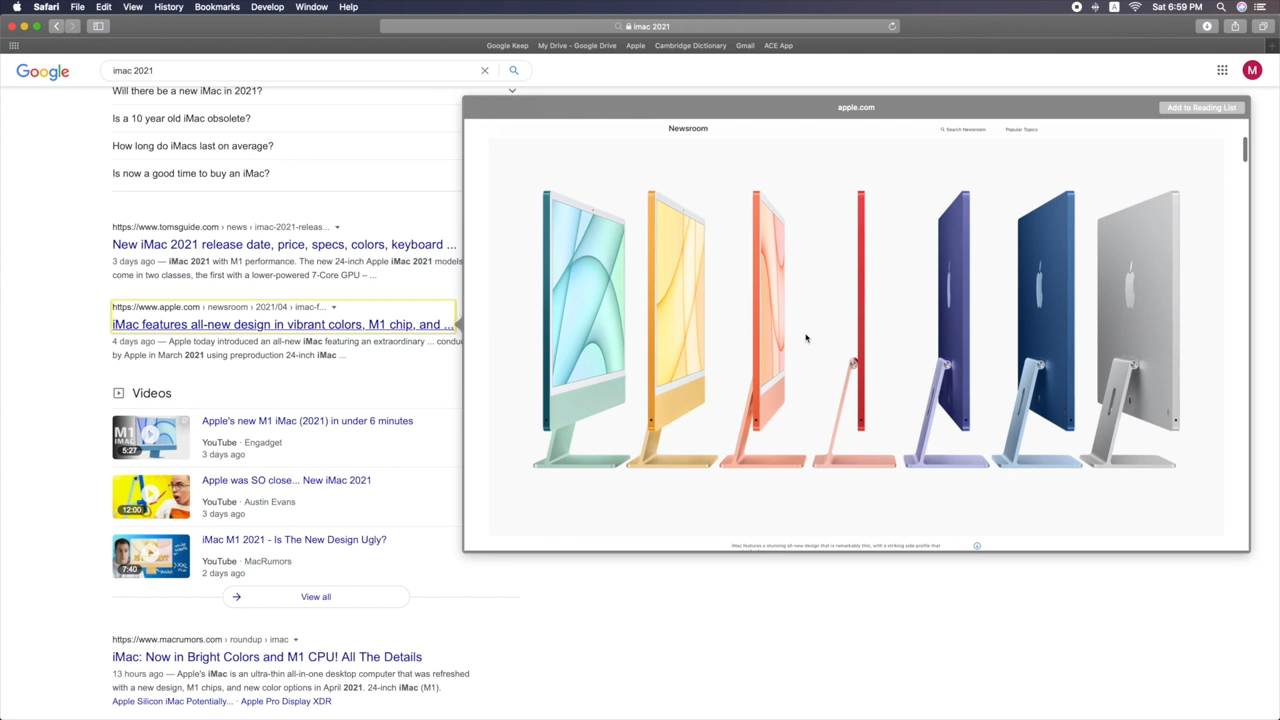 Safari File Edit View History Bookmarks Develop Window Help
A Sat 6:59 PM
imac 2021
Google Keep My Drive – Google Drive Apple Cambridge Dictionary Gmail ACE App
Google imac 2021
M
Will there be a new iMac in 2021?
Is a 10 year old iMac obsolete?
How long do iMacs last on average?
Is now a good time to buy an iMac?
https://www.tomsguide.com › news › imac-2021-releas...
New iMac 2021 release date, price, specs, colors, keyboard ...
3 days ago — iMac 2021 with M1 performance. The new 24-inch Apple iMac 2021 models
come in two classes, the first with a lower-powered 7-Core GPU – ...
https://www.apple.com › newsroom › 2021/04 › imac-f...
iMac features all-new design in vibrant colors, M1 chip, and ...
4 days ago — Apple today introduced an all-new iMac featuring an extraordinary ... conduc
by Apple in March 2021 using preproduction 24-inch iMac ...
Videos
M1
IMAC
5:27
Apple's new M1 iMac (2021) in under 6 minutes
YouTube · Engadget
3 days ago
12:00
Apple was SO close... New iMac 2021
YouTube · Austin Evans
3 days ago
7:40
iMac M1 2021 - Is The New Design Ugly?
YouTube · MacRumors
2 days ago
View all
https://www.macrumors.com › roundup › imac
iMac: Now in Bright Colors and M1 CPU! All The Details
13 hours ago — Apple's iMac is an ultra-thin all-in-one desktop computer that was refreshed
with a new design, M1 chips, and new color options in April 2021. 24-inch iMac (M1).
Apple Silicon iMac Potentially... · Apple Pro Display XDR
apple.com
Add to Reading List
Newsroom
Search Newsroom Popular Topics
iMac features a stunning all-new design that is remarkably thin, with a striking side profile that